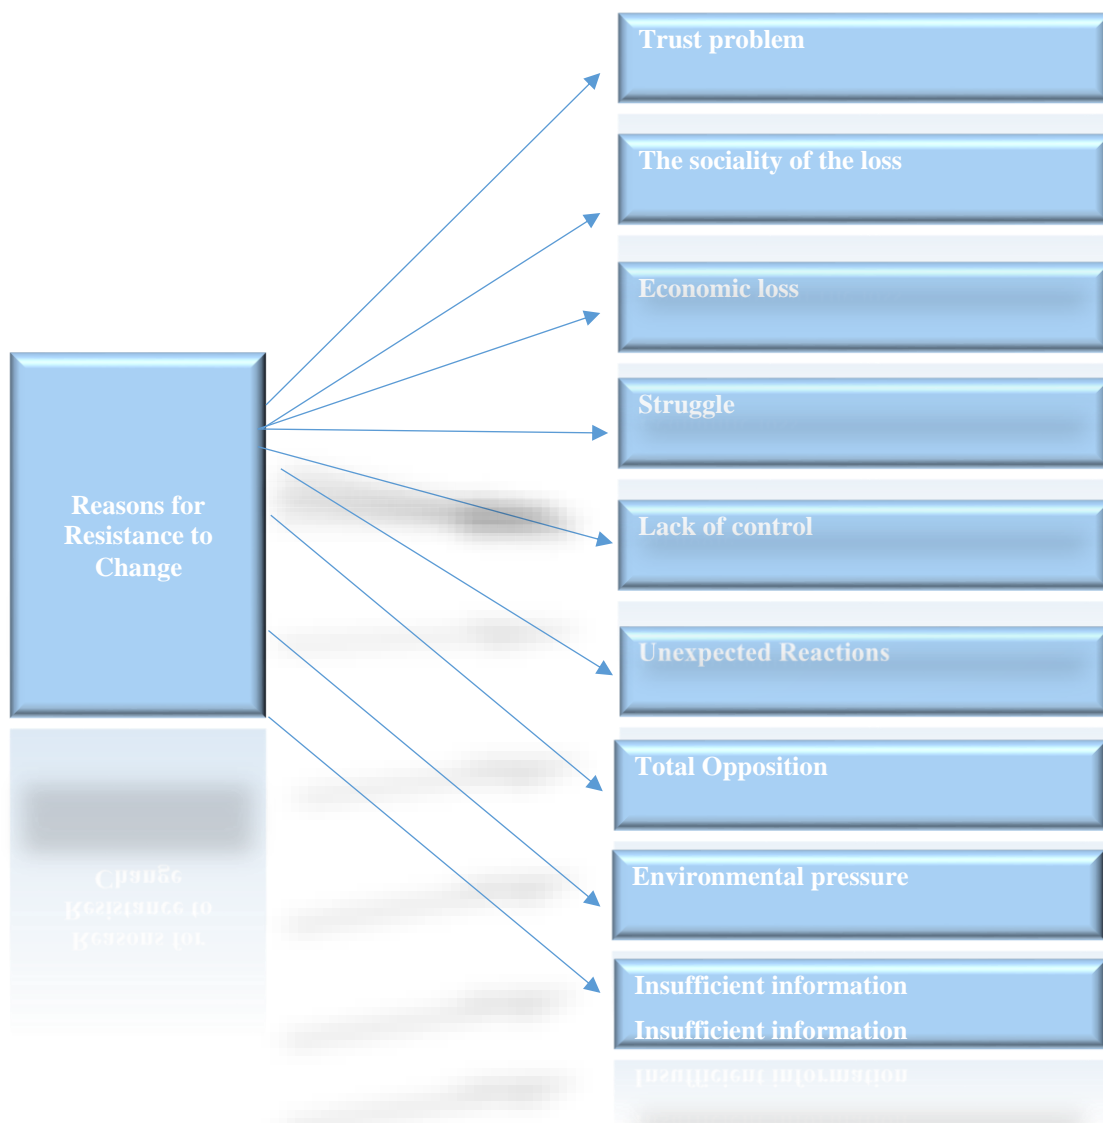 Trust problem
The sociality of the loss
Economic loss
Struggle
Reasons for
Resistance to
Change
Lack of control
Unexpected Reactions
Total Opposition
Environmental pressure
Insufficient information
Insufficient information